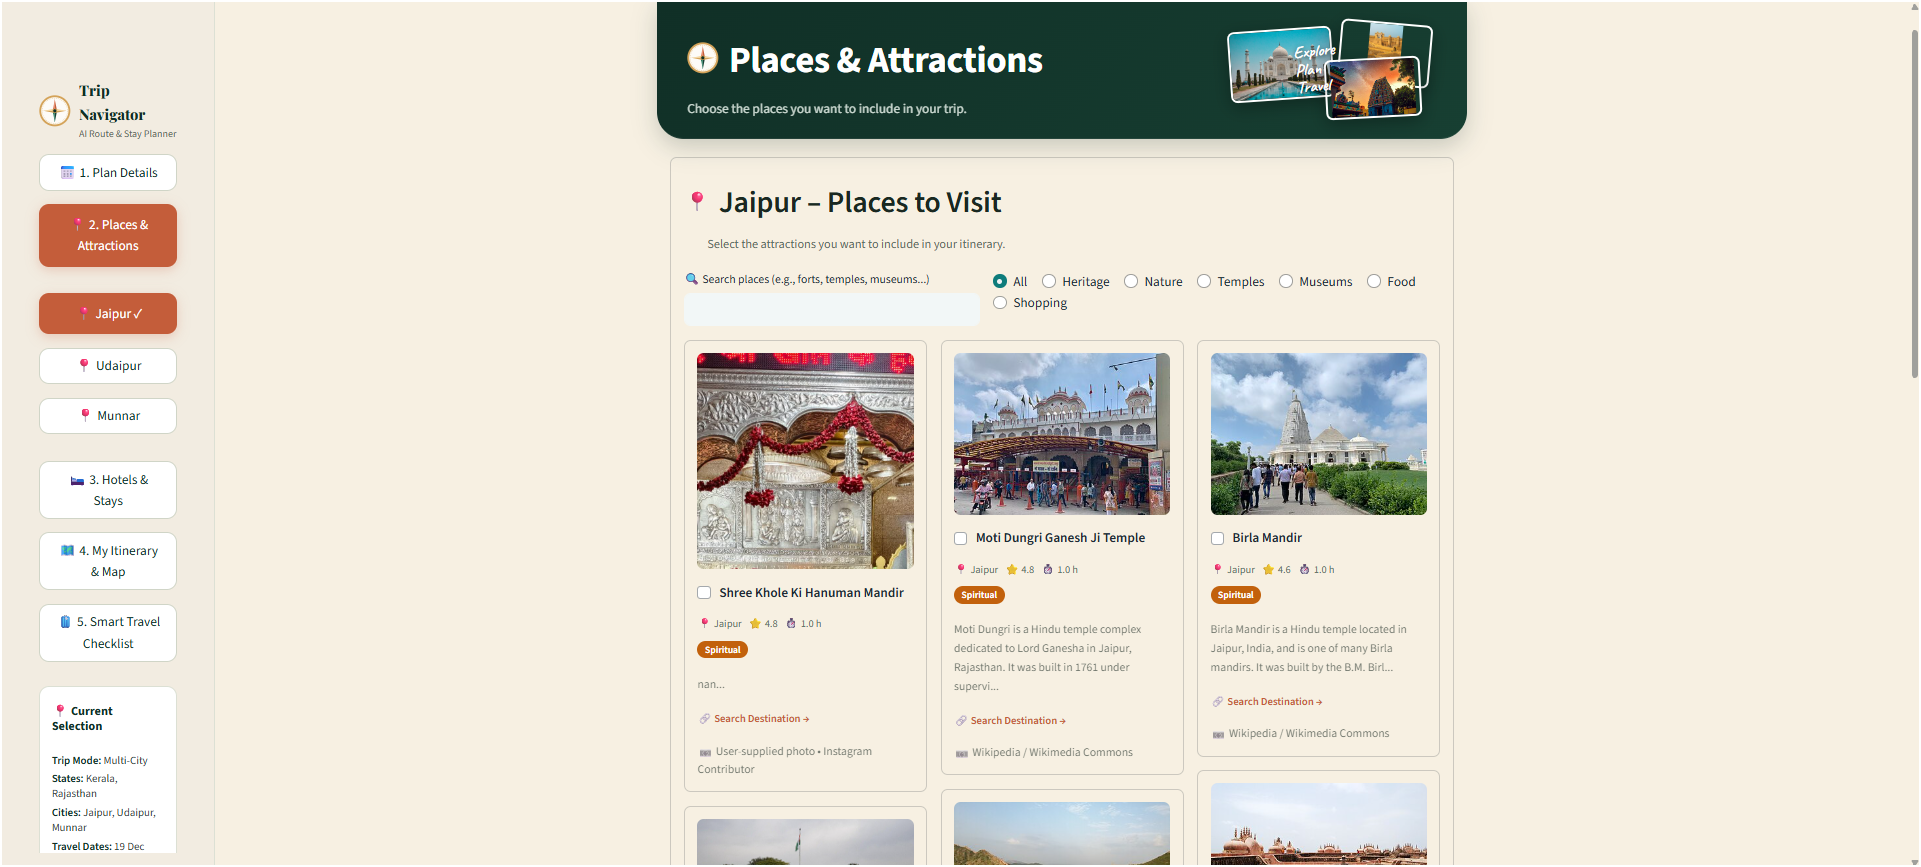 Trip
Navigator
AI Route & Stay Planner
1. Plan Details
2. Places &
Attractions
Jaipur ✓
Udaipur
Munnar
3. Hotels &
Stays
4. My Itinerary
& Map
5. Smart Travel
Checklist
Current
Selection
Trip Mode: Multi-City
States: Kerala,
Rajasthan
Cities: Jaipur, Udaipur,
Munnar
Travel Dates: 19 Dec
Places & Attractions
Choose the places you want to include in your trip.
Explore
Plan
Travel
Jaipur – Places to Visit
Select the attractions you want to include in your itinerary.
Search places (e.g., forts, temples, museums...)
All Heritage Nature Temples Museums Food
Shopping
Shree Khole Ki Hanuman Mandir
Jaipur 4.8 1.0 h
Spiritual
nan...
Search Destination →
User-supplied photo • Instagram
Contributor
Moti Dungri Ganesh Ji Temple
Jaipur 4.8 1.0 h
Spiritual
Moti Dungri is a Hindu temple complex
dedicated to Lord Ganesha in Jaipur,
Rajasthan. It was built in 1761 under
supervi...
Search Destination →
Wikipedia / Wikimedia Commons
Birla Mandir
Jaipur 4.6 1.0 h
Spiritual
Birla Mandir is a Hindu temple located in
Jaipur, India, and is one of many Birla
mandirs. It was built by the B.M. Birl...
Search Destination →
Wikipedia / Wikimedia Commons